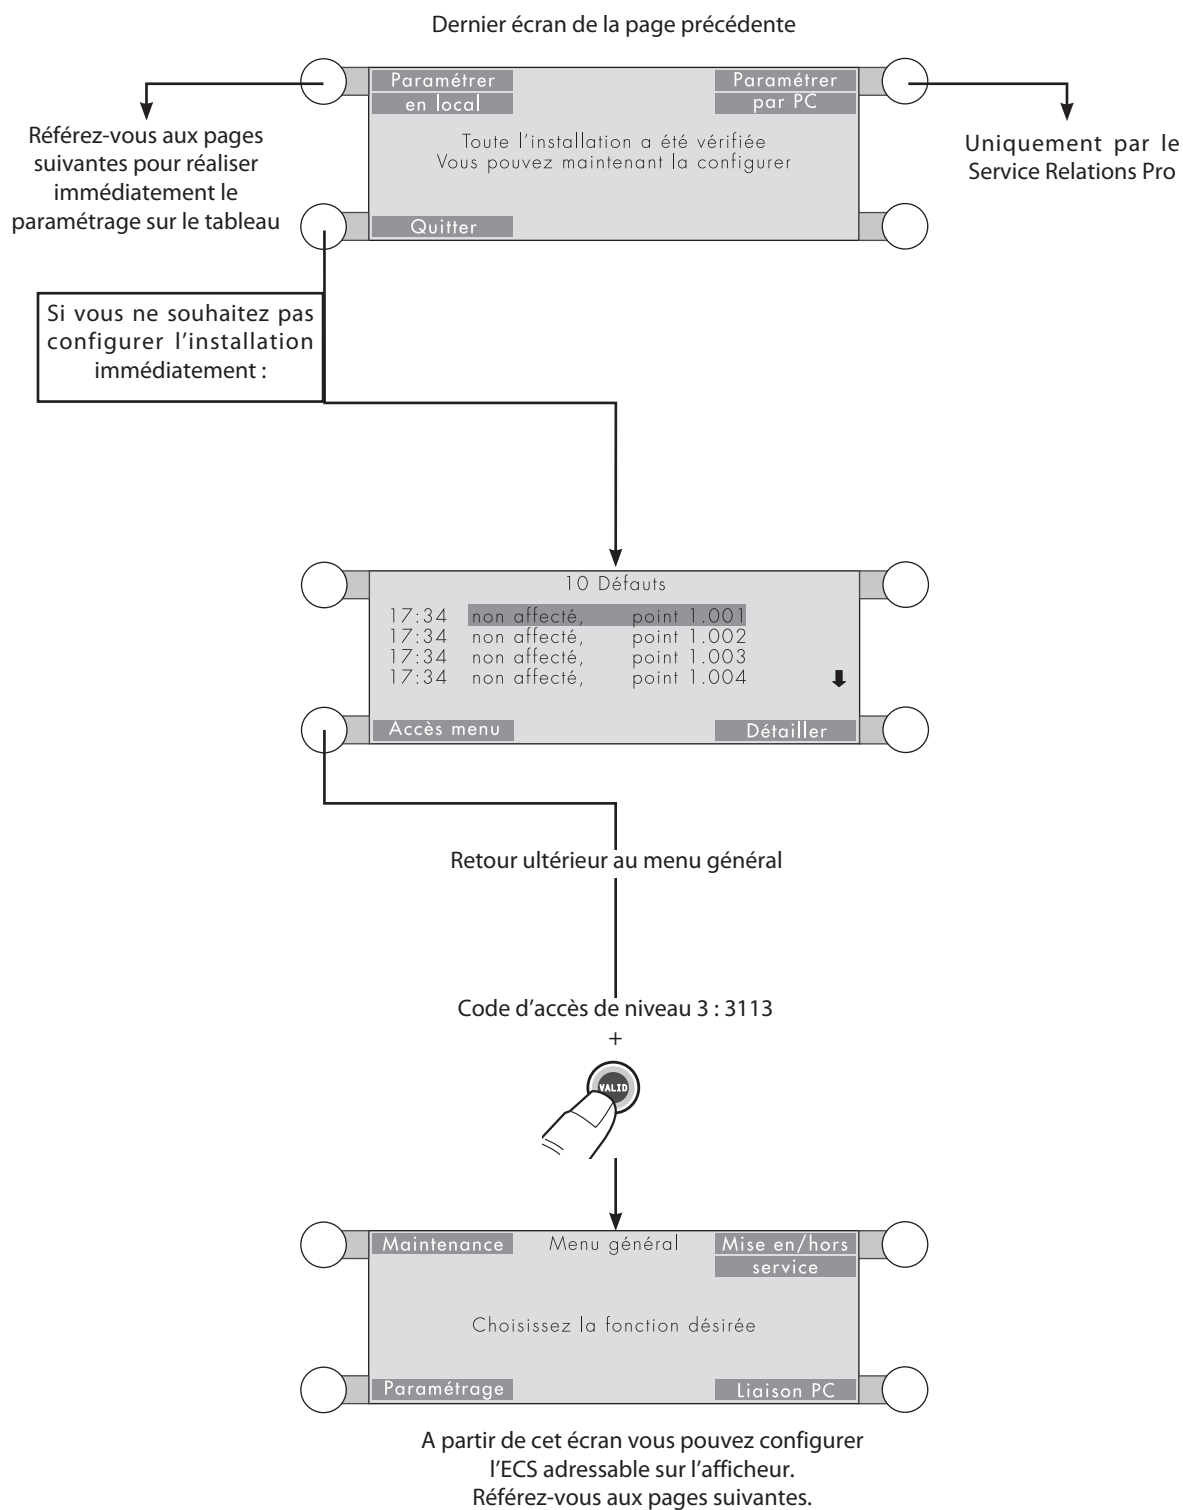 Dernier écran de la page précédente
Paramétrer
en local
Paramétrer
par PC
Toute l'installation a été vérifiée
Vous pouvez maintenant la configurer
Quitter
Référez-vous aux pages
suivantes pour réaliser
immédiatement le
paramétrage sur le tableau
Uniquement par le
Service Relations Pro
Si vous ne souhaitez pas
configurer l'installation
immédiatement :
10 Défauts
17:34 non affecté, point 1.001
17:34 non affecté, point 1.002
17:34 non affecté, point 1.003
17:34 non affecté, point 1.004
Accès menu
Détailler
Retour ultérieur au menu général
Code d'accès de niveau 3 : 3113
+
VALID
Maintenance
Menu général
Mise en/hors
service
Choisissez la fonction désirée
Paramétrage
Liaison PC
A partir de cet écran vous pouvez configurer
l'ECS adressable sur l'afficheur.
Référez-vous aux pages suivantes.